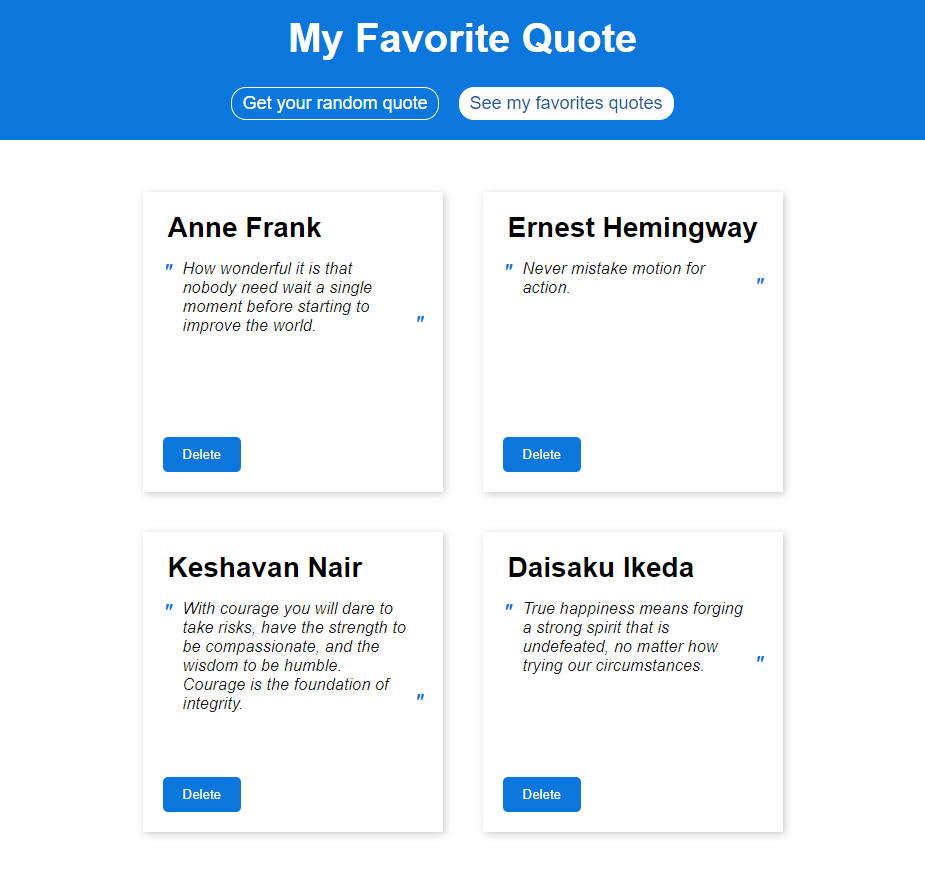 My Favorite Quote
Get your random quote
See my favorites quotes
Anne Frank
" How wonderful it is that
nobody need wait a single
moment before starting to
improve the world. "
Delete
Ernest Hemingway
" Never mistake motion for
action. "
Delete
Keshavan Nair
" With courage you will dare to
take risks, have the strength to
be compassionate, and the
wisdom to be humble.
Courage is the foundation of
integrity. "
Delete
Daisaku Ikeda
" True happiness means forging
a strong spirit that is
undefeated, no matter how
trying our circumstances. "
Delete